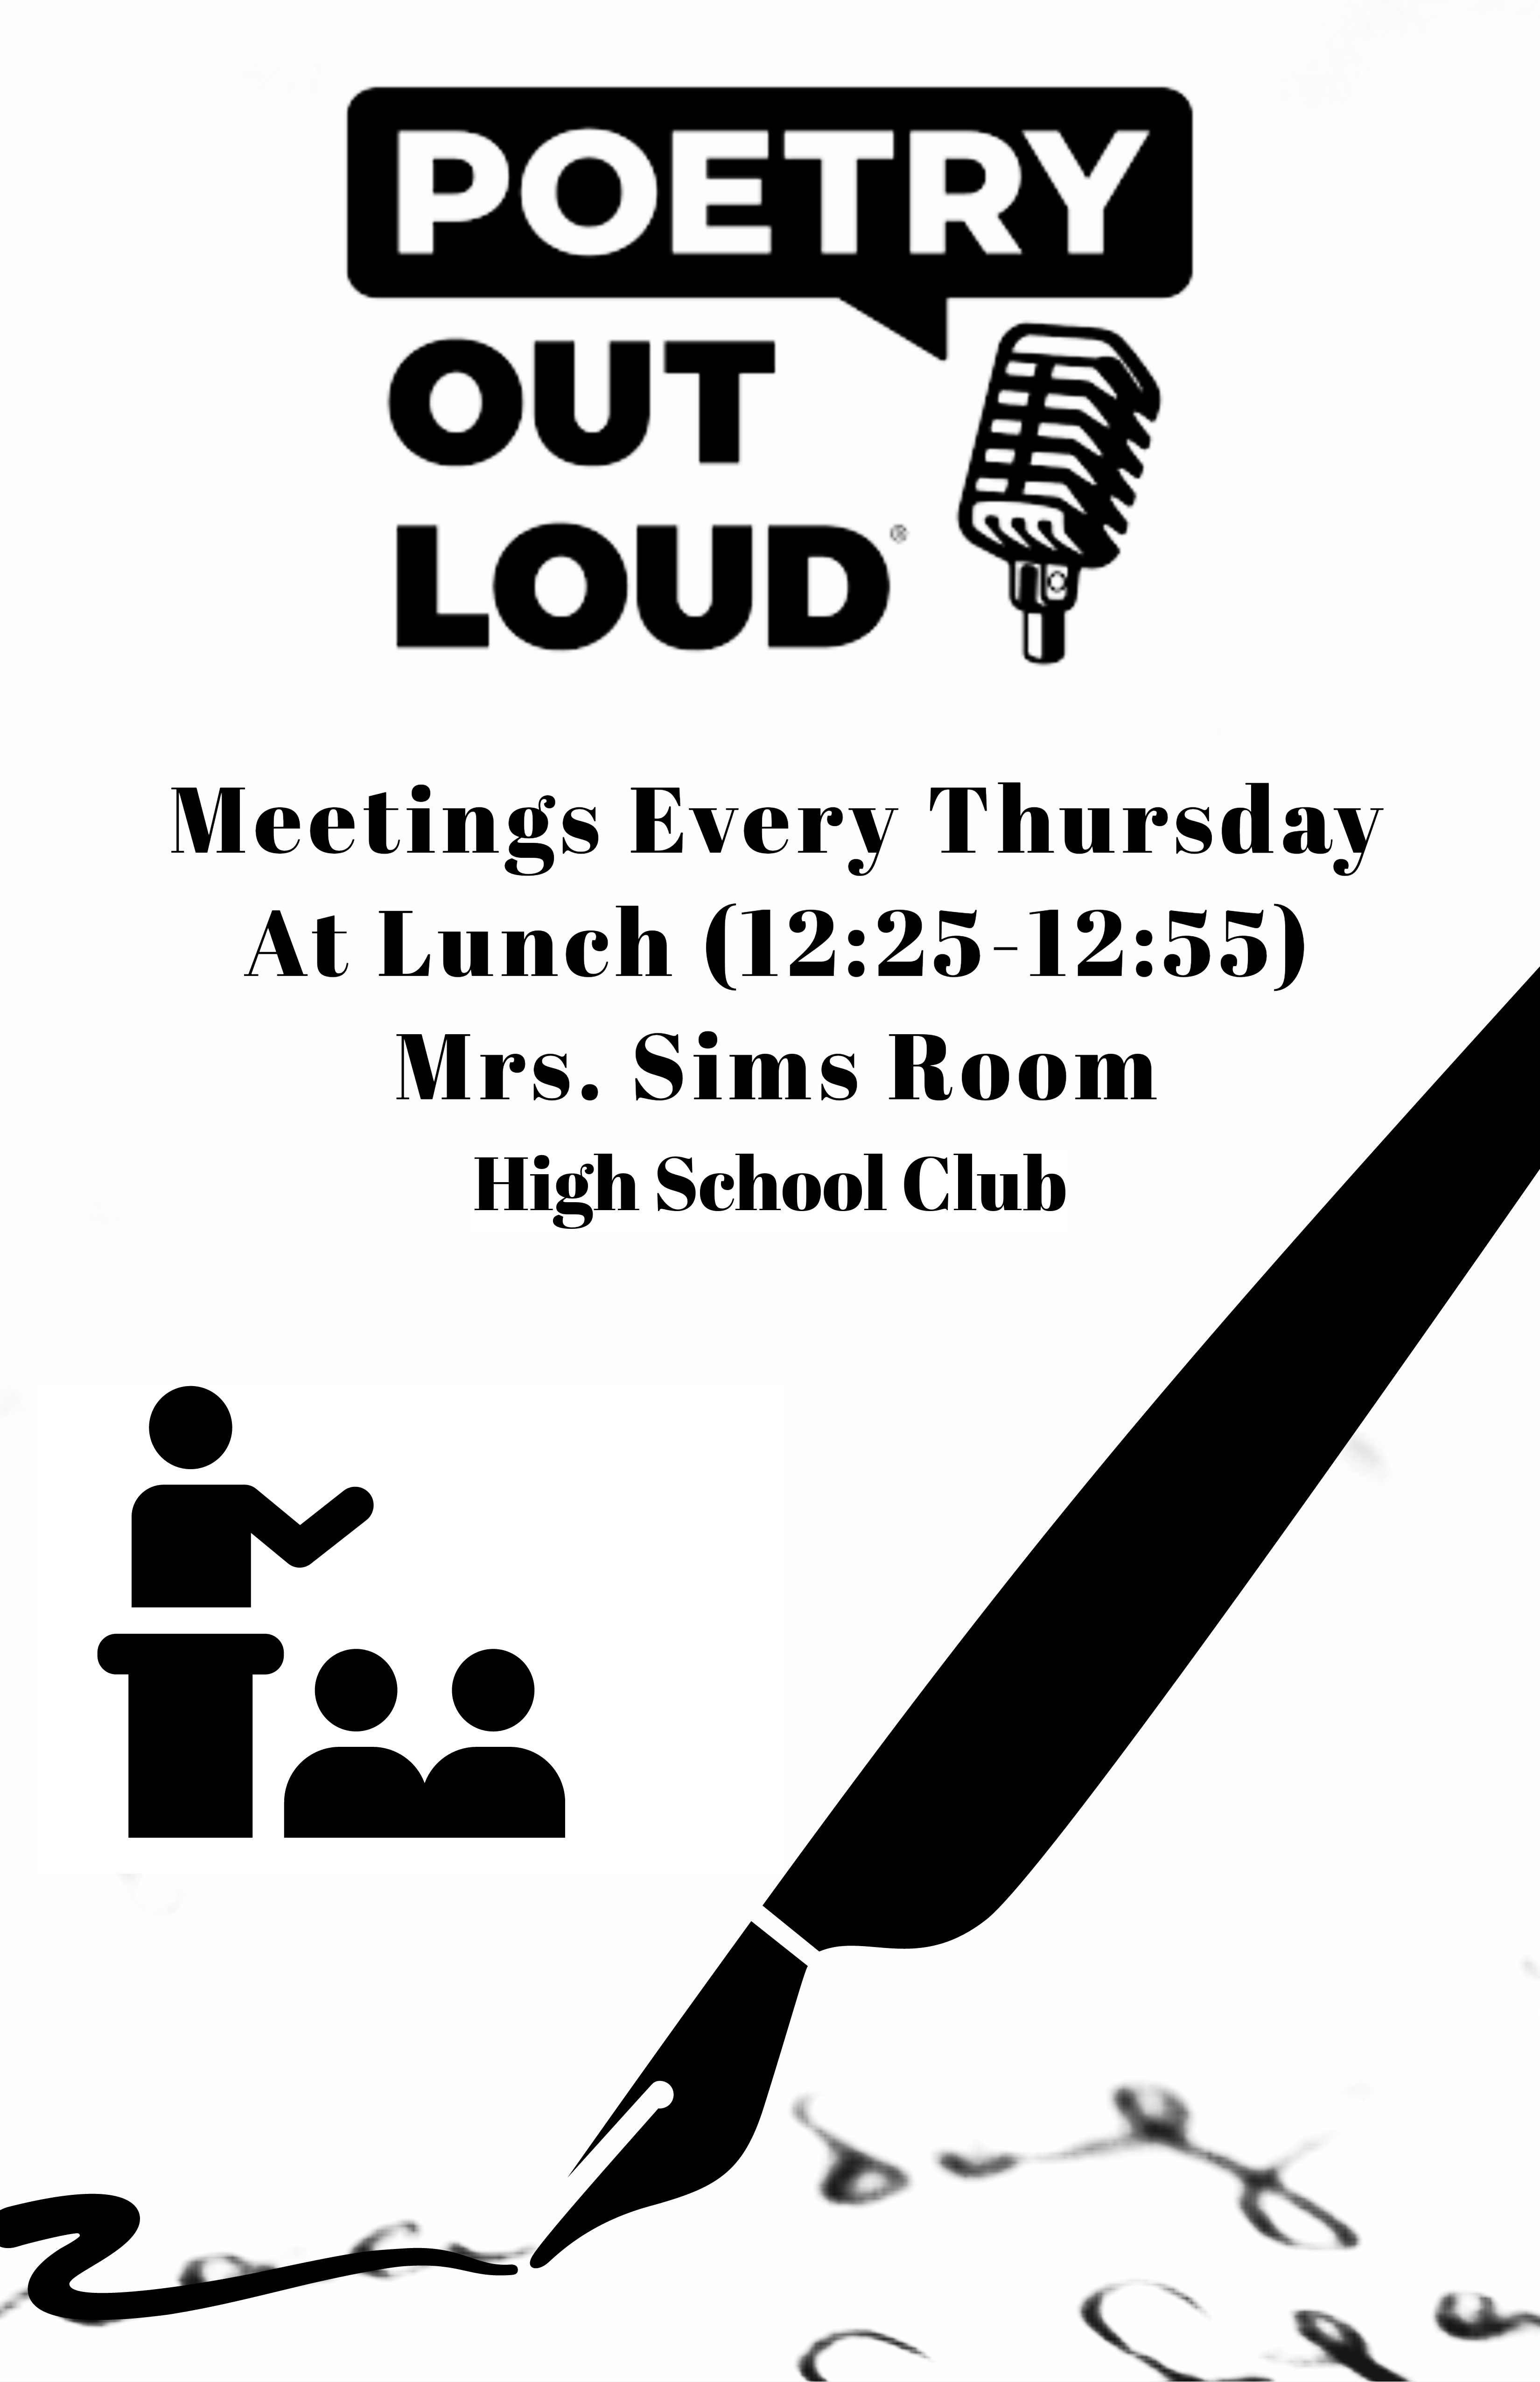 POETRY
OUT
LOUD®
Meetings Every Thursday
At Lunch (12:25-12:55)
Mrs. Sims Room
High School Club